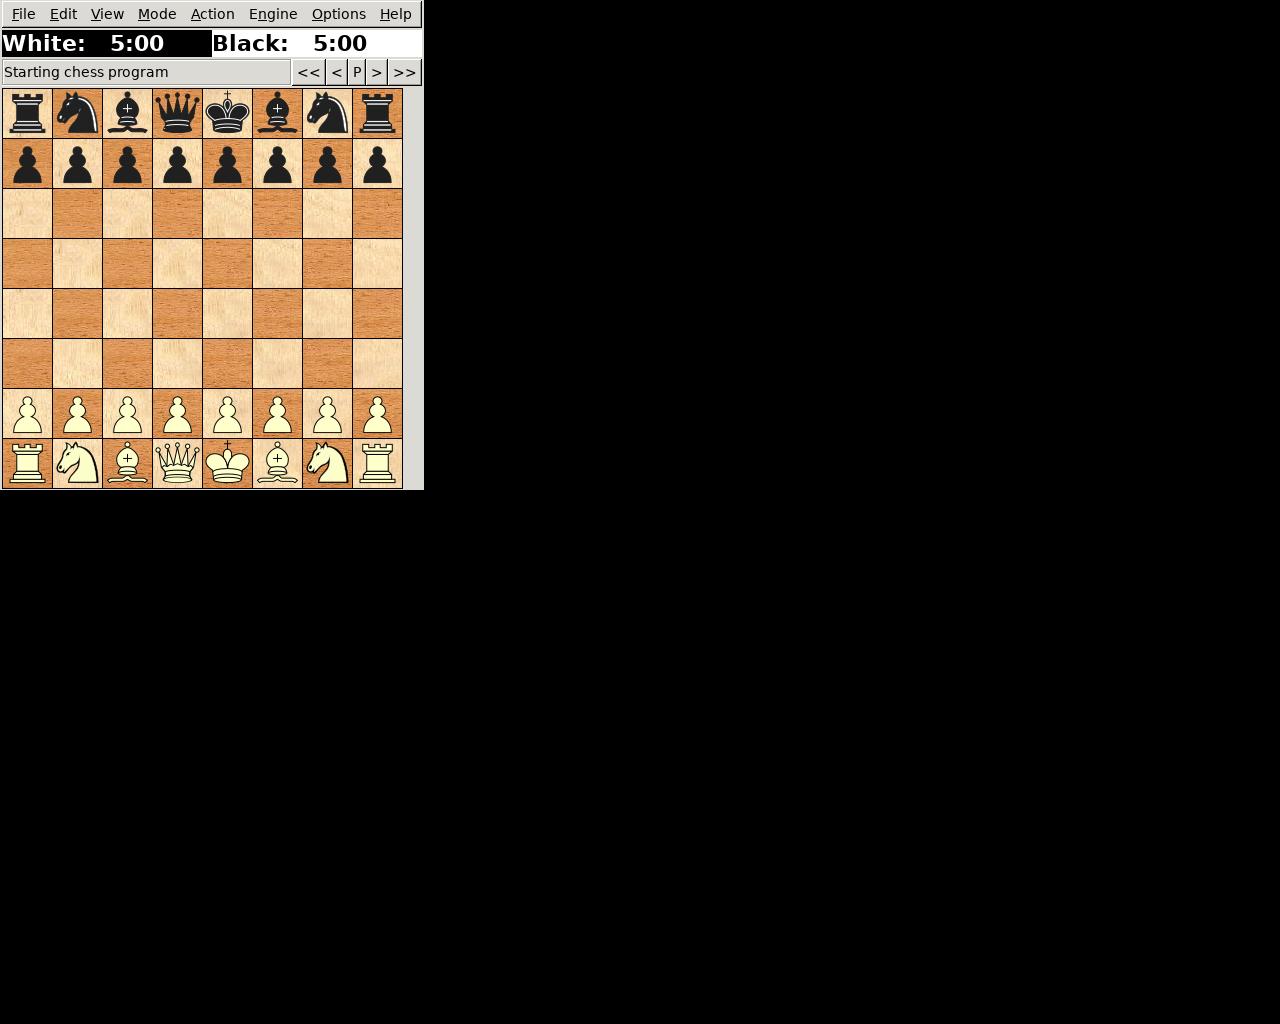 File Edit View Mode Action Engine Options Help
White: 5:00 Black: 5:00
Starting chess program << < P > >>